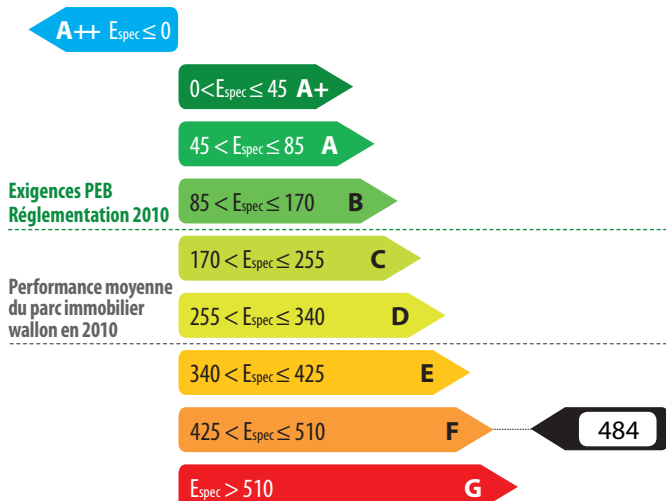 A++ Espec ≤ 0
0 < Espec ≤ 45 A+
45 < Espec ≤ 85 A
Exigences PEB
Réglementation 2010
85 < Espec ≤ 170 B
170 < Espec ≤ 255 C
Performance moyenne
du parc immobilier
wallon en 2010
255 < Espec ≤ 340 D
340 < Espec ≤ 425 E
425 < Espec ≤ 510 F
484
Espec > 510 G